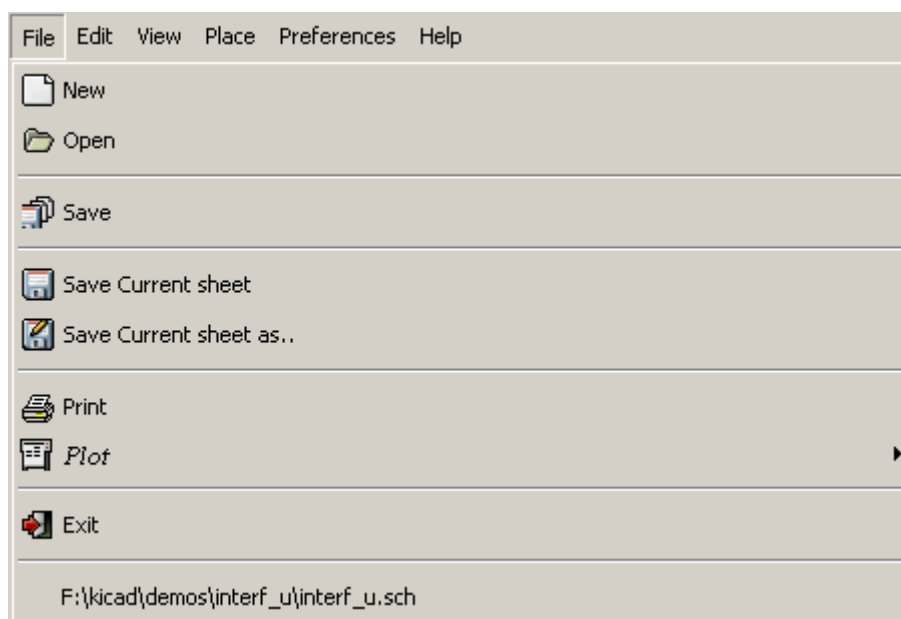 File Edit View Place Preferences Help
New
Open
Save
Save Current sheet
Save Current sheet as..
Print
Plot
Exit
F:\kicad\demos\interf_u\interf_u.sch